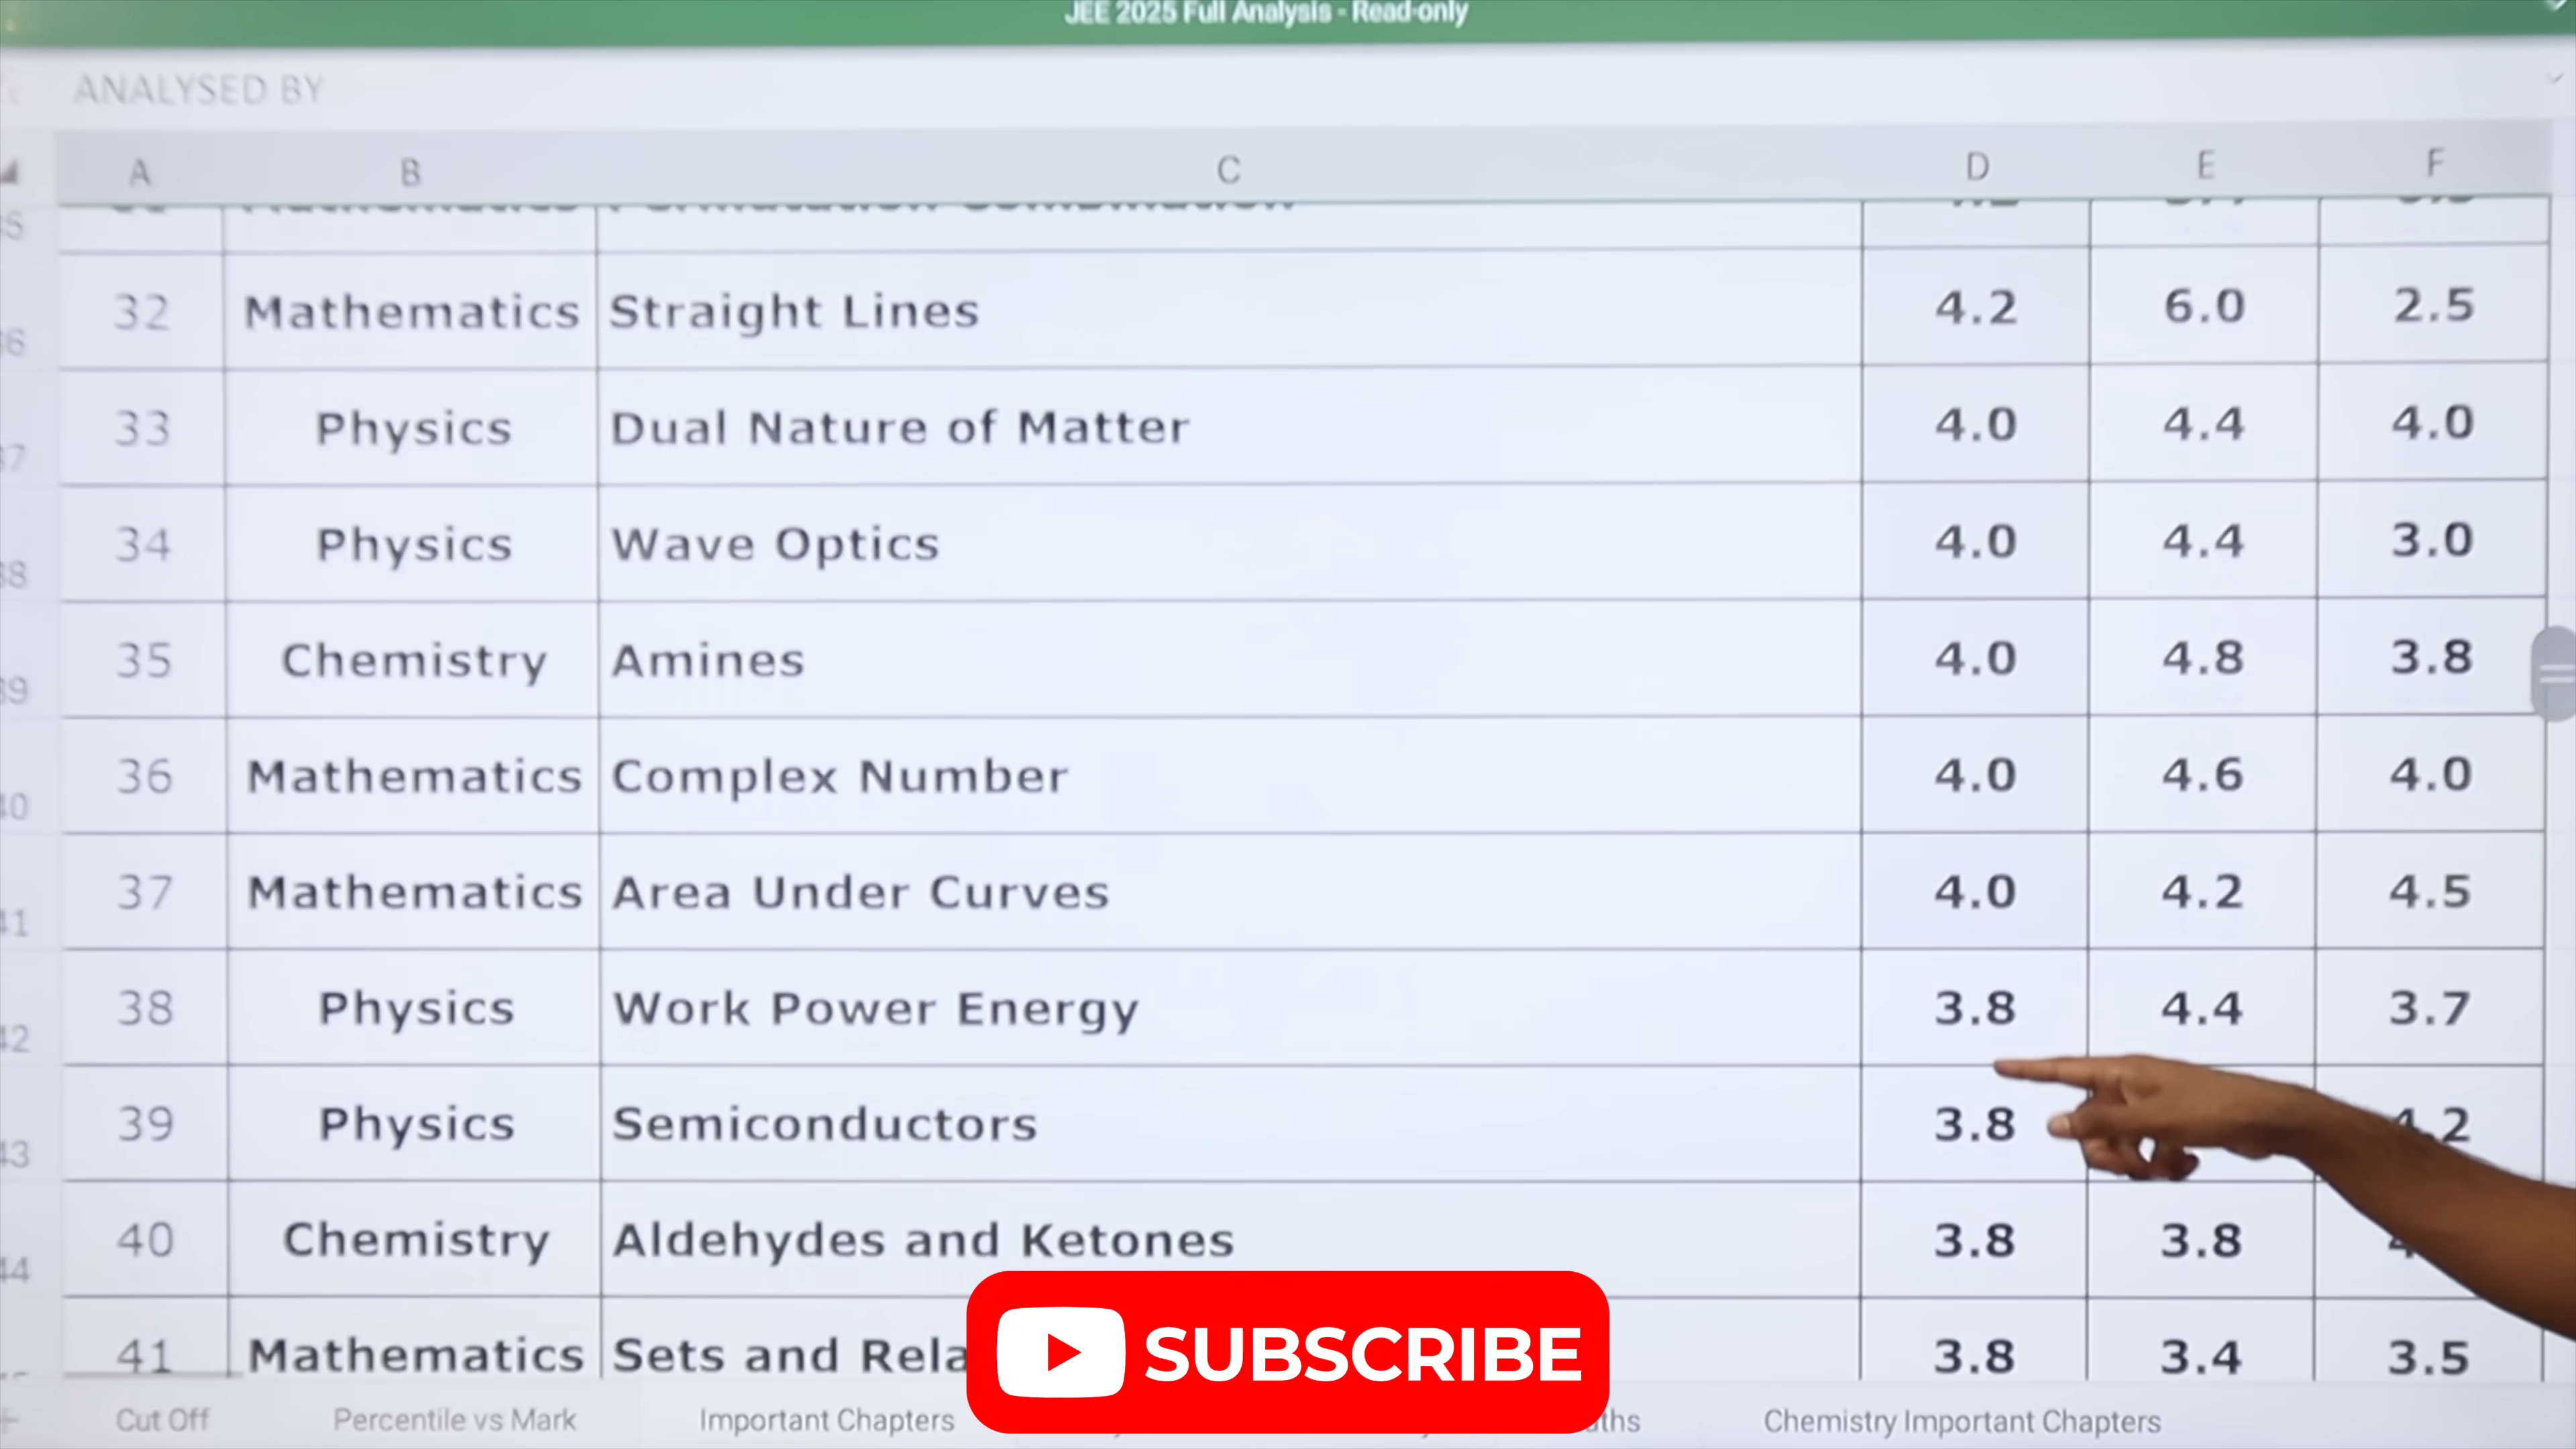 JEE 2025 Full Analysis - Read-only
ANALYSED BY
A B C D E F
32 Mathematics Straight Lines 4.2 6.0 2.5
33 Physics Dual Nature of Matter 4.0 4.4 4.0
34 Physics Wave Optics 4.0 4.4 3.0
35 Chemistry Amines 4.0 4.8 3.8
36 Mathematics Complex Number 4.0 4.6 4.0
37 Mathematics Area Under Curves 4.0 4.2 4.5
38 Physics Work Power Energy 3.8 4.4 3.7
39 Physics Semiconductors 3.8
40 Chemistry Aldehydes and Ketones 3.8 3.8
41 Mathematics Sets and 3.8 3.4 3.5
SUBSCRIBE
Cut Off Percentile vs Mark Important Chapters Chemistry Important Chapters